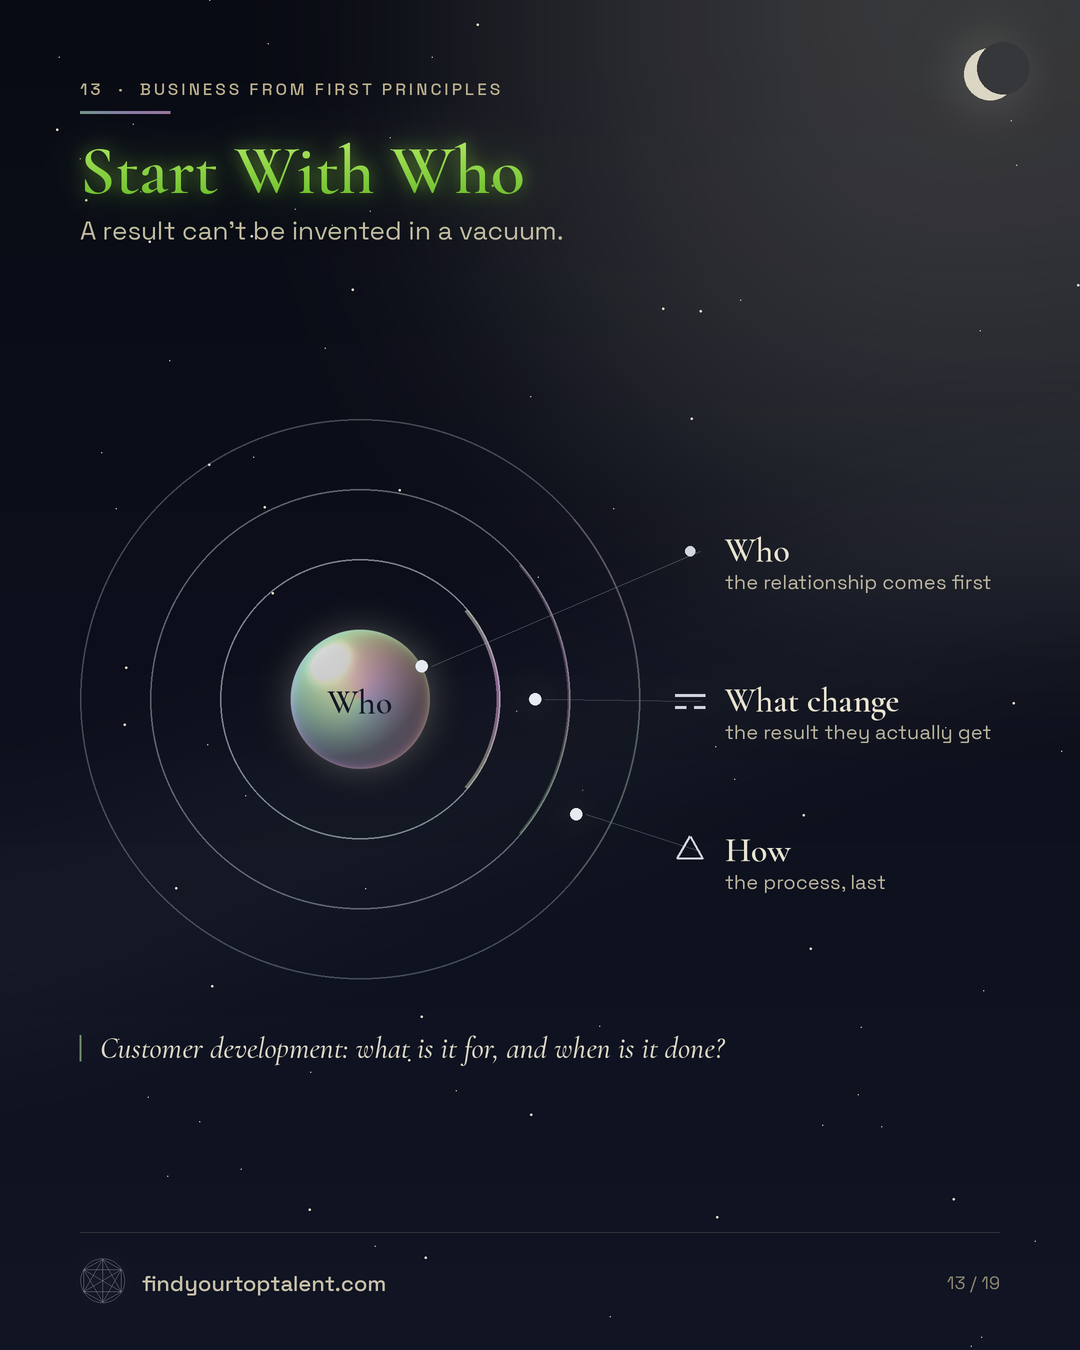 13 · BUSINESS FROM FIRST PRINCIPLES
Start With Who
A result can't be invented in a vacuum.
Who
Who
the relationship comes first
What change
the result they actually get
How
the process, last
Customer development: what is it for, and when is it done?
findyourtoptalent.com
13 / 19